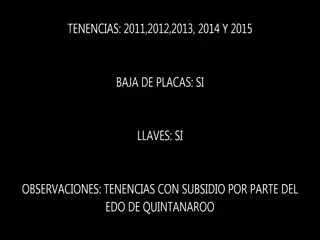 TENENCIAS: 2011,2012,2013, 2014 Y 2015
BAJA DE PLACAS: SI
LLAVES: SI
OBSERVACIONES: TENENCIAS CON SUBSIDIO POR PARTE DEL
EDO DE QUINTANAROO